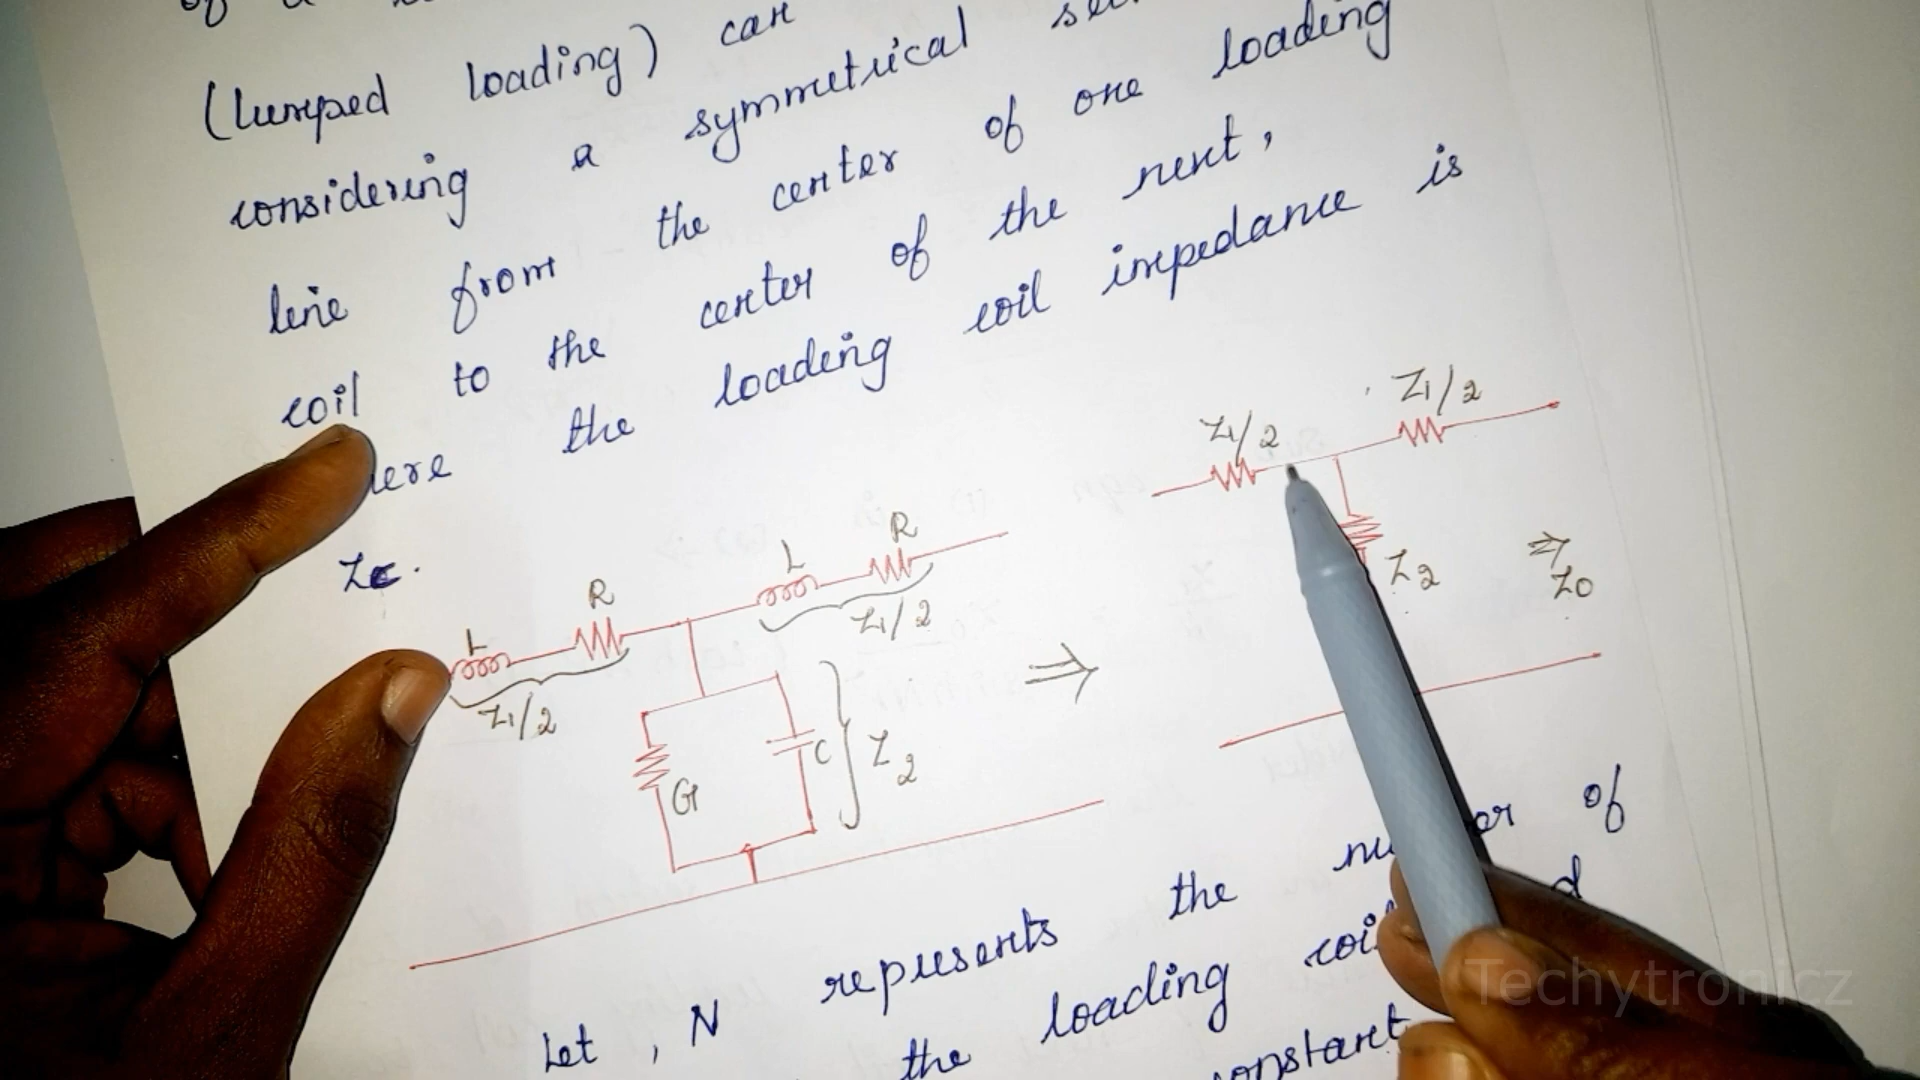 of a
(lumped loading) can
considering a symmetrical
line from the center of one loading
coil to the center of the next,
the loading coil impedance is
Zc.
L R L R
Z1/2 Z1/2
G C Z2
⇒
Z1/2 Z1/2
Z2 ⇒ Z0
Let, N represents the of
the loading
constant
Techytronicz